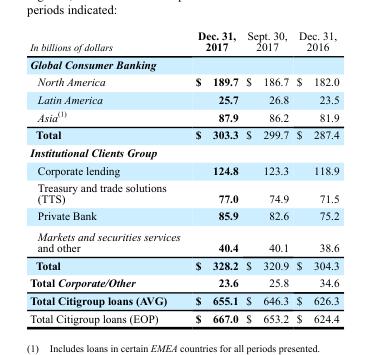 periods indicated:
Dec. 31, Sept. 30, Dec. 31,
In billions of dollars 2017 2017 2016
Global Consumer Banking
North America $ 189.7 $ 186.7 $ 182.0
Latin America 25.7 26.8 23.5
Asia(1) 87.9 86.2 81.9
Total $ 303.3 $ 299.7 $ 287.4
Institutional Clients Group
Corporate lending 124.8 123.3 118.9
Treasury and trade solutions
(TTS) 77.0 74.9 71.5
Private Bank 85.9 82.6 75.2
Markets and securities services
and other 40.4 40.1 38.6
Total $ 328.2 $ 320.9 $ 304.3
Total Corporate/Other 23.6 25.8 34.6
Total Citigroup loans (AVG) $ 655.1 $ 646.3 $ 626.3
Total Citigroup loans (EOP) $ 667.0 $ 653.2 $ 624.4
(1) Includes loans in certain EMEA countries for all periods presented.